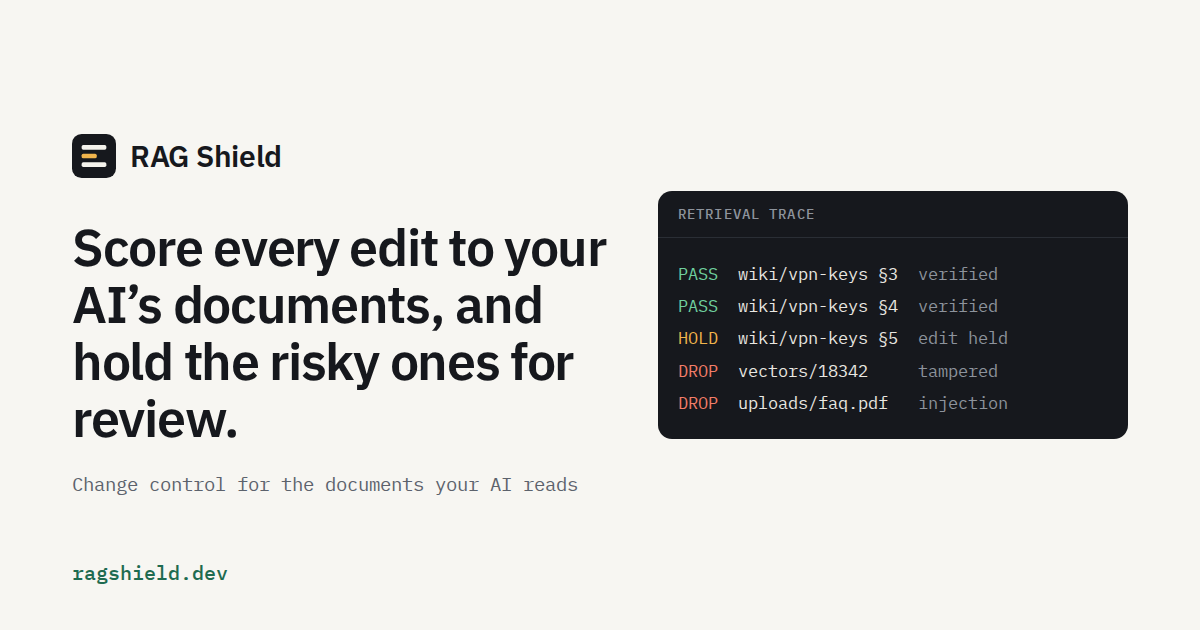 RAG Shield
Score every edit to your
AI’s documents, and
hold the risky ones for
review.
Change control for the documents your AI reads
ragshield.dev
RETRIEVAL TRACE
PASS wiki/vpn-keys §3 verified
PASS wiki/vpn-keys §4 verified
HOLD wiki/vpn-keys §5 edit held
DROP vectors/18342 tampered
DROP uploads/faq.pdf injection